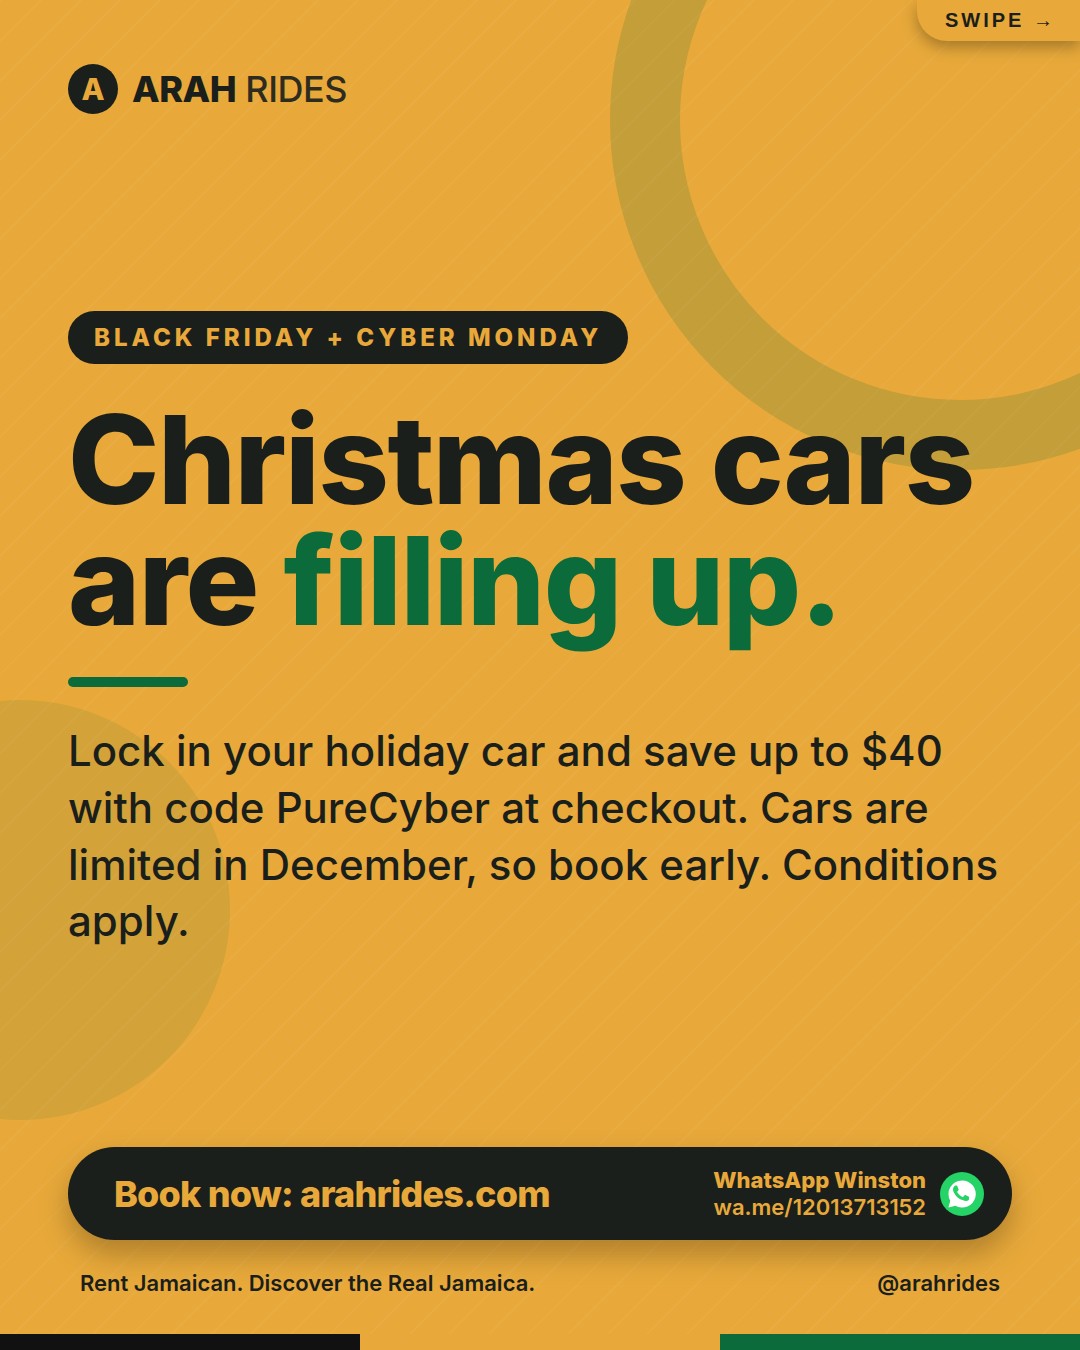 SWIPE →
A ARAH RIDES
BLACK FRIDAY + CYBER MONDAY
Christmas cars
are filling up.
Lock in your holiday car and save up to $40
with code PureCyber at checkout. Cars are
limited in December, so book early. Conditions
apply.
Book now: arahrides.com
WhatsApp Winston
wa.me/12013713152
Rent Jamaican. Discover the Real Jamaica.
@arahrides